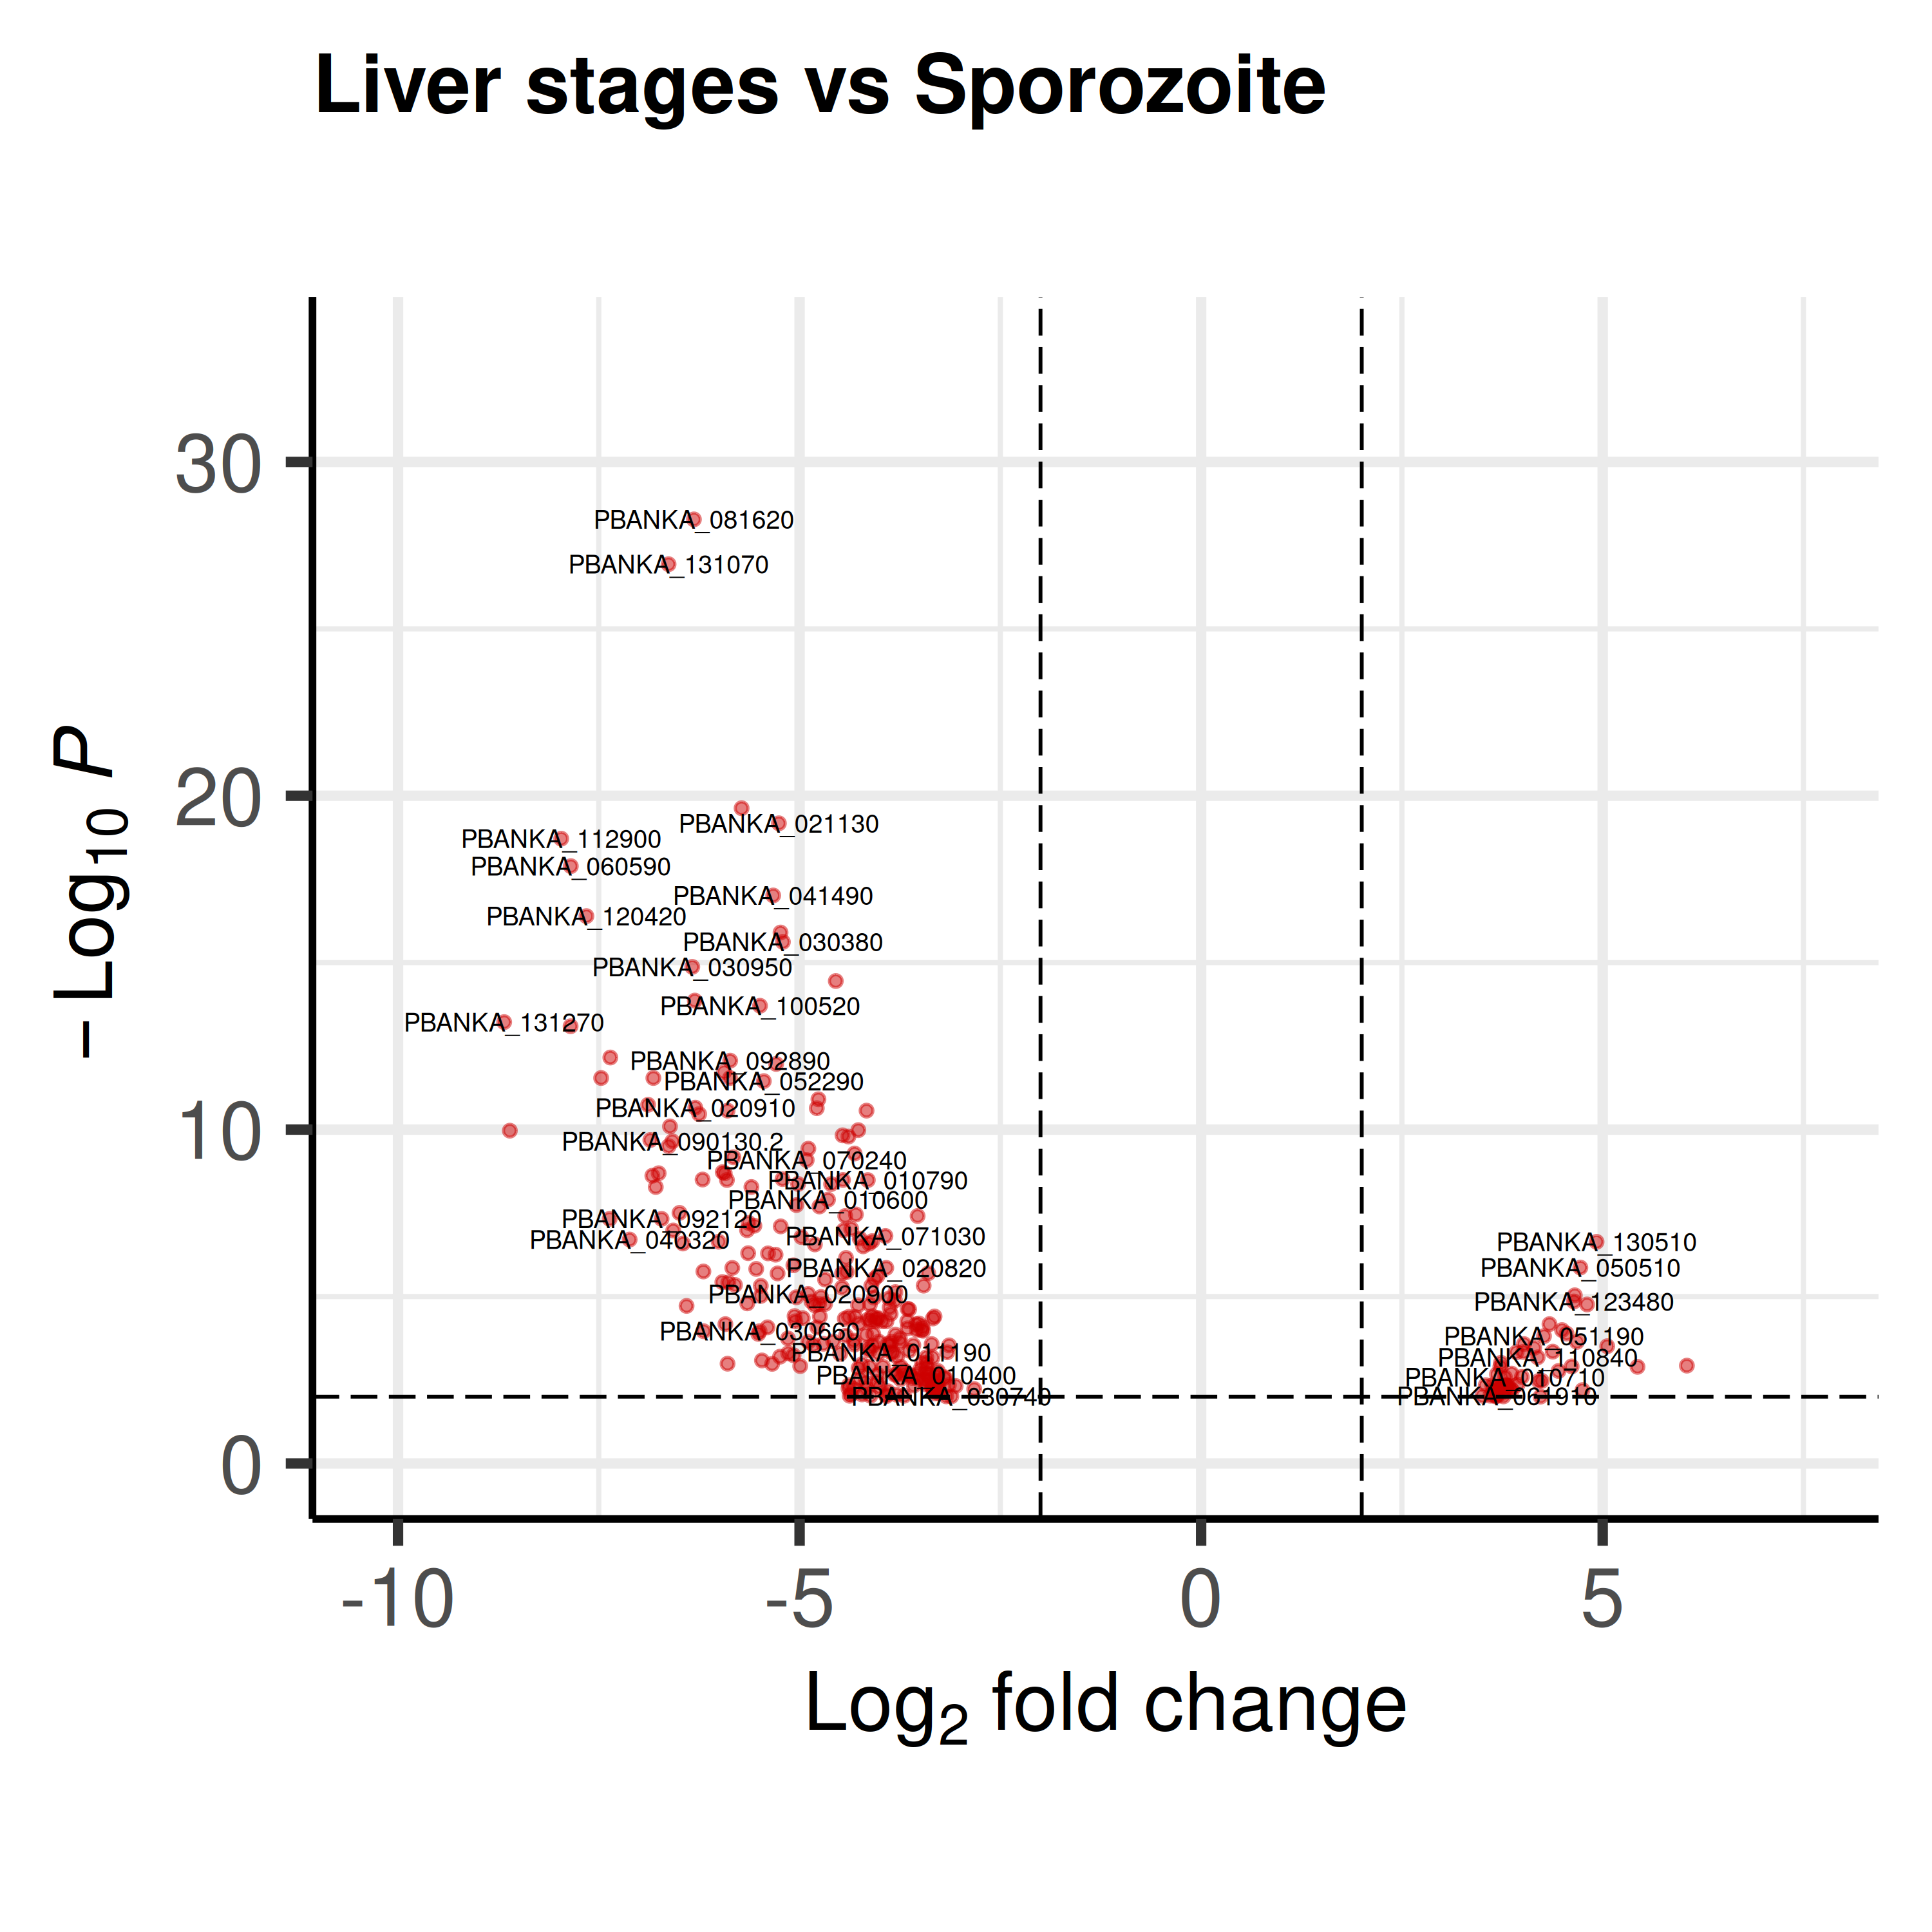 Liver stages vs Sporozoite
− Log10 P
30
20
10
0
PBANKA_081620
PBANKA_131070
PBANKA_021130
PBANKA_112900
PBANKA_060590
PBANKA_041490
PBANKA_120420
PBANKA_030380
PBANKA_030950
PBANKA_100520
PBANKA_131270
PBANKA_092890
PBANKA_052290
PBANKA_020910
PBANKA_090130.2
PBANKA_070240
PBANKA_010790
PBANKA_010600
PBANKA_092120
PBANKA_071030
PBANKA_040320
PBANKA_130510
PBANKA_020820
PBANKA_050510
PBANKA_020900
PBANKA_123480
PBANKA_030660
PBANKA_051190
PBANKA_011190
PBANKA_110840
PBANKA_010400
PBANKA_010710
PBANKA_030740
PBANKA_061910
-10 -5 0 5
Log2 fold change